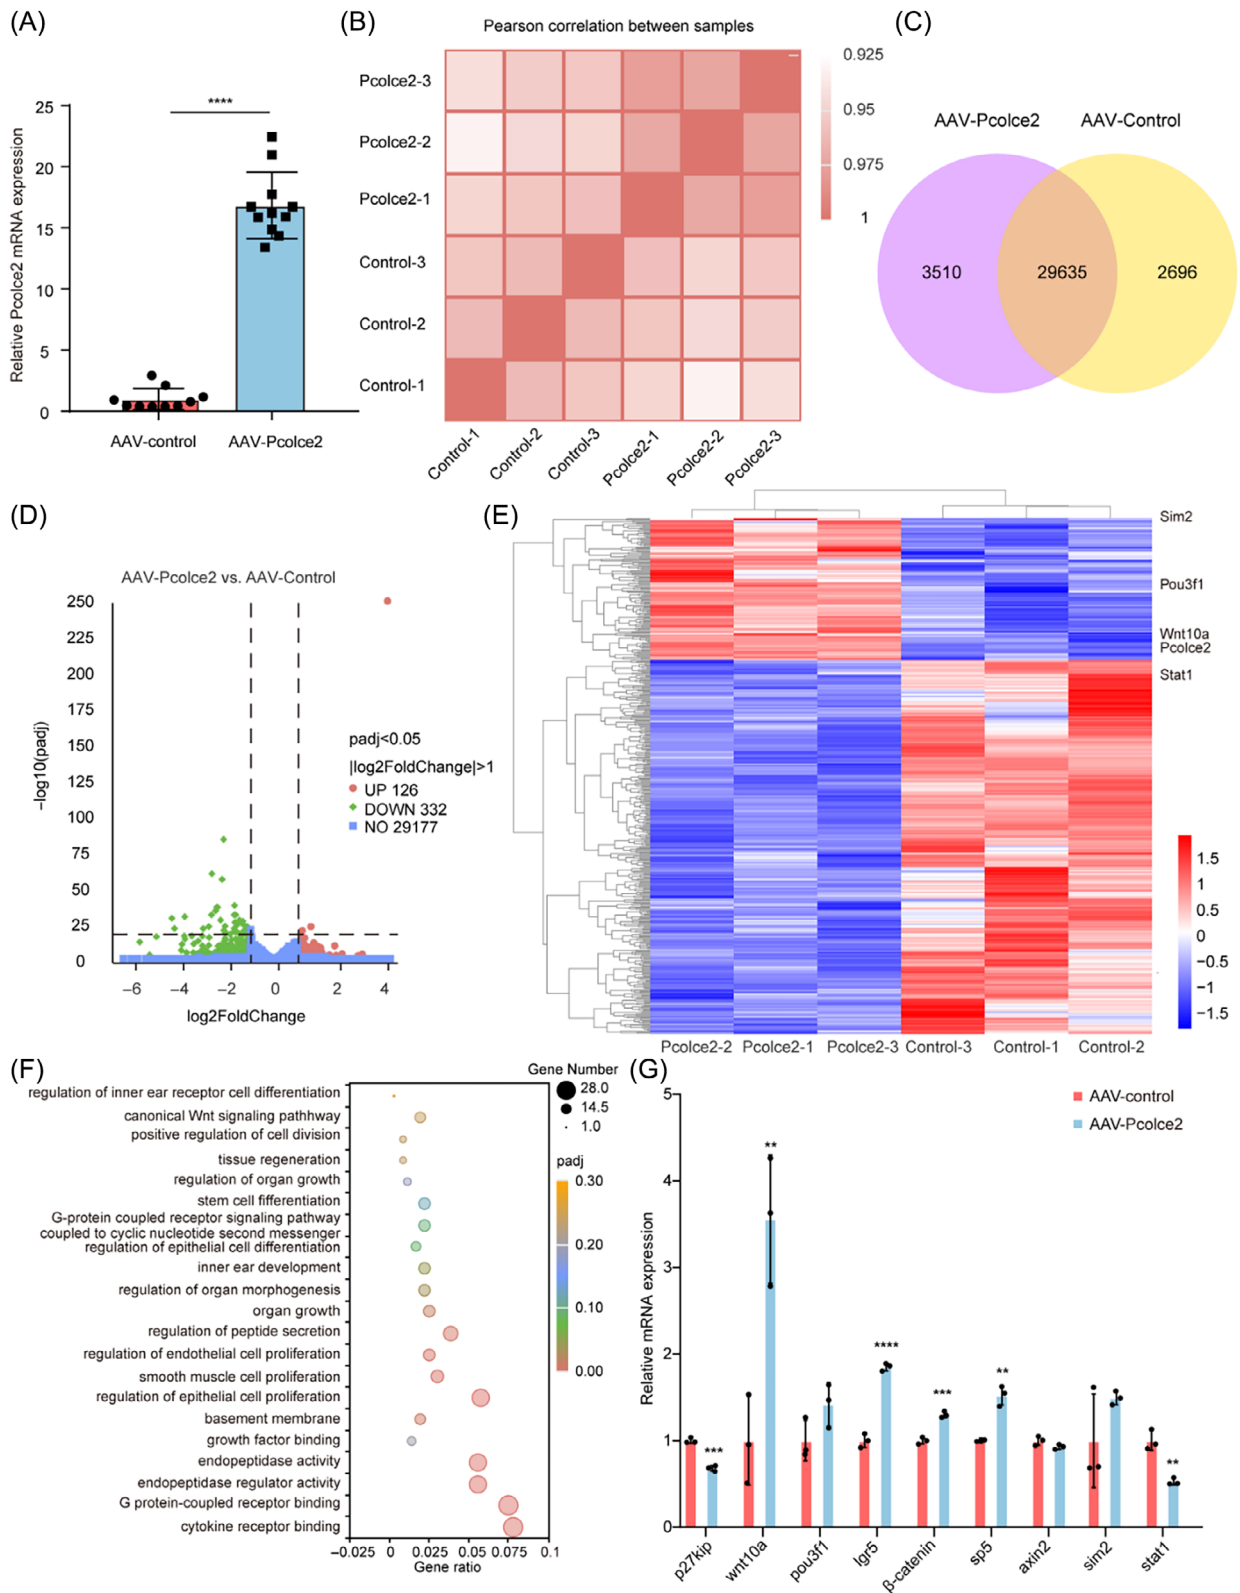 (A)
Relative Pcolce2 mRNA expression
25
20
15
10
5
0
****
AAV-control
AAV-Pcolce2
(B)
Pearson correlation between samples
Pcolce2-3
Pcolce2-2
Pcolce2-1
Control-3
Control-2
Control-1
Control-1
Control-2
Control-3
Pcolce2-1
Pcolce2-2
Pcolce2-3
0.925
0.95
0.975
1
(C)
AAV-Pcolce2
AAV-Control
3510
29635
2696
(D)
AAV-Pcolce2 vs. AAV-Control
−log10(padj)
250
225
200
175
150
125
100
75
50
25
0
−6
−4
−2
0
2
4
log2FoldChange
padj<0.05
|log2FoldChange|>1
UP 126
DOWN 332
NO 29177
(E)
Sim2
Pou3f1
Wnt10a
Pcolce2
Stat1
1.5
1
0.5
0
−0.5
−1
−1.5
Pcolce2-2
Pcolce2-1
Pcolce2-3
Control-3
Control-1
Control-2
(F)
regulation of inner ear receptor cell differentiation
canonical Wnt signaling pathhway
positive regulation of cell division
tissue regeneration
regulation of organ growth
stem cell fifferentiation
G-protein coupled receptor signaling pathway
coupled to cyclic nucleotide second messenger
regulation of epithelial cell differentiation
inner ear development
regulation of organ morphogenesis
organ growth
regulation of peptide secretion
regulation of endothelial cell proliferation
smooth muscle cell proliferation
regulation of epithelial cell proliferation
basement membrane
growth factor binding
endopeptidase activity
endopeptidase regulator activity
G protein-coupled receptor binding
cytokine receptor binding
−0.025
0
0.025
0.075
0.1
Gene ratio
Gene Number
28.0
14.5
1.0
padj
0.30
0.20
0.10
0.00
(G)
Relative mRNA expression
5
4
3
2
1
0
AAV-control
AAV-Pcolce2
***
**
****
***
**
**
p27kip
wnt10a
pou3f1
lgr5
β-catenin
sp5
axin2
sim2
stat1